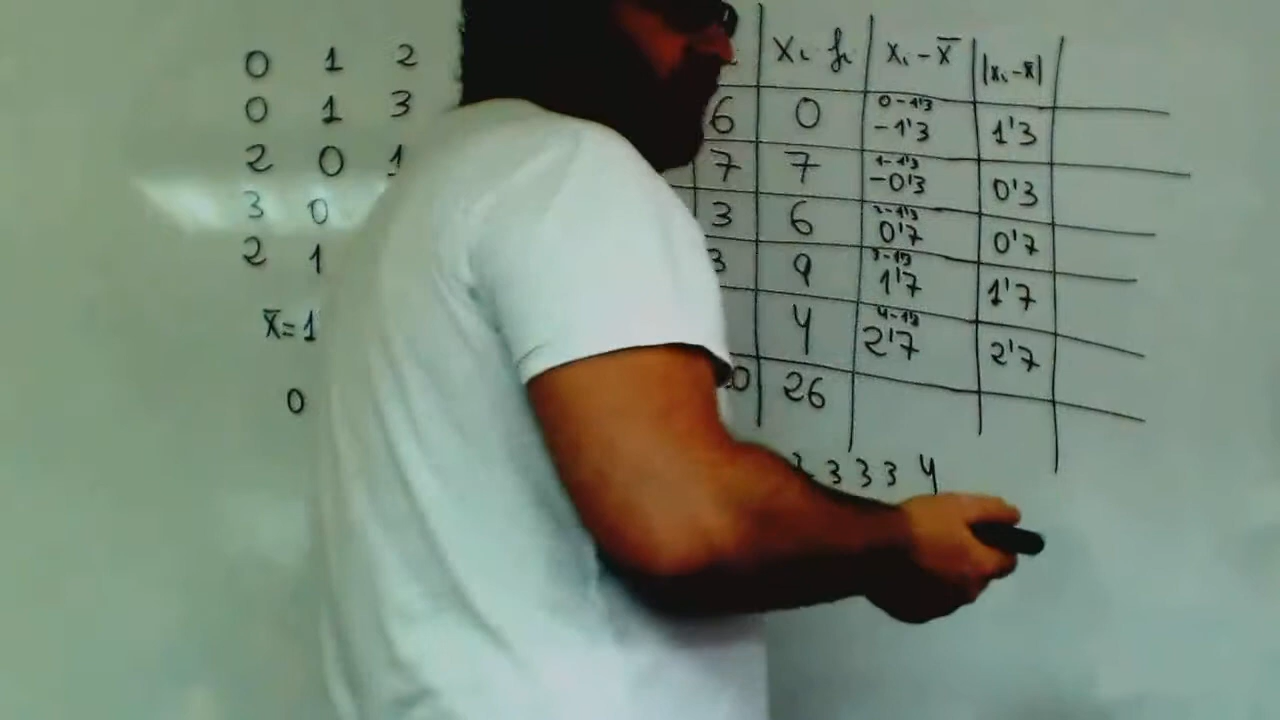 0 1 2
0 1 3
2 0 1
3 0
2 1
x̄=1
0
xᵢ fᵢ xᵢ-x̄ |xᵢ-x̄|
6 0 0-1'3 -1'3 1'3
7 7 1-1'3 -0'3 0'3
3 6 2-1'3 0'7 0'7
3 9 3-1'3 1'7 1'7
4 4-1'3 2'7 2'7
0 26
3 3 3 4